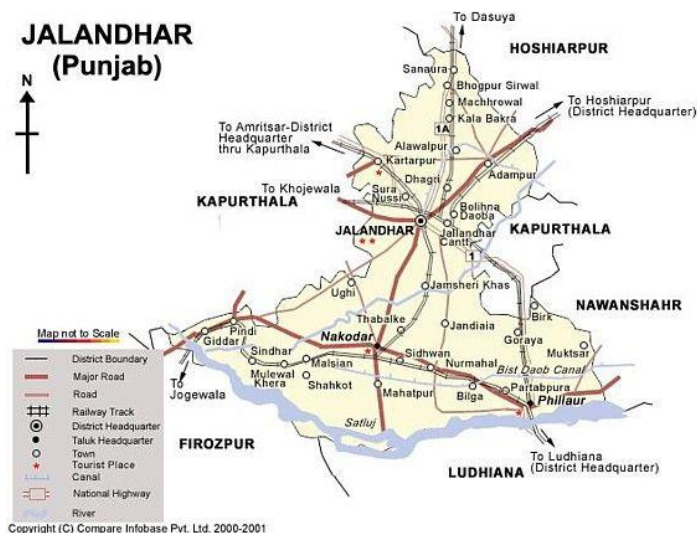 JALANDHAR
(Punjab)
N
To Dasuya
HOSHIARPUR
Sanaura
Bhogpur Sirwal
Machhrowal
Kala Bakra
1A
To Hoshiarpur
(District Headquarter)
To Amritsar-District
Headquarter
thru Kapurthala
Alawalpur
Kartarpur
Adampur
Dhagri
To Khojewala
Sura
Nussi
KAPURTHALA
Bolihna
Daoba
JALANDHAR
Jallandhar
Cantt.
KAPURTHALA
1
Ughi
Jamsheri Khas
NAWANSHAHR
Birk
Thabalke
Jandiaia
Map not to Scale
Pindi
Giddar
Nakodar
Goraya
Muktsar
Sindhar
Malsian
Sidhwan
Nurmahal
Bist Daob Canal
Mulewal
Khera
Shahkot
Mahatpur
Bilga
Partabpura
Phillaur
To
Jogewala
Satluj
FIROZPUR
LUDHIANA
To Ludhiana
(District Headquarter)
District Boundary
Major Road
Road
Railway Track
District Headquarter
Taluk Headquarter
Town
Tourist Place
Canal
National Highway
River
Copyright (C) Compare Infobase Pvt. Ltd. 2000-2001